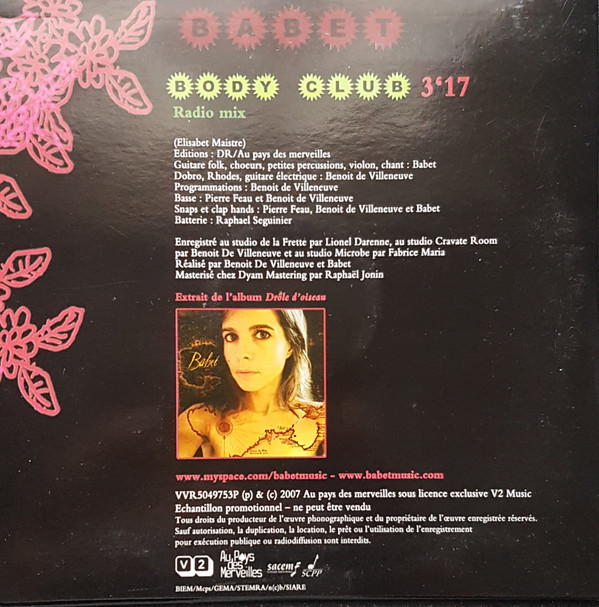 BABET
BODY CLUB 3'17
Radio mix
(Elisabet Maistre)
Editions : DR/Au pays des merveilles
Guitare folk, choeurs, petites percussions, violon, chant : Babet
Dobro, Rhodes, guitare électrique : Benoit de Villeneuve
Programmations : Benoit de Villeneuve
Basse : Pierre Feau et Benoit de Villeneuve
Snaps et clap hands : Pierre Feau, Benoit de Villeneuve et Babet
Batterie : Raphael Seguinier
Enregistré au studio de la Frette par Lionel Darenne, au studio Cravate Room
par Benoit De Villeneuve et au studio Microbe par Fabrice Maria
Réalisé par Benoit De Villeneuve et Babet
Masterisé chez Dyam Mastering par Raphaël Jonin
Extrait de l'album Drôle d'oiseau
Babet
www.myspace.com/babetmusic - www.babetmusic.com
VVR5049753P (p) & (c) 2007 Au pays des merveilles sous licence exclusive V2 Music
Echantillon promotionnel – ne peut être vendu
Tous droits du producteur de l'œuvre phonographique et du propriétaire de l'œuvre enregistrée réservés.
Sauf autorisation, la duplication, la location, le prêt ou l'utilisation de l'enregistrement
pour exécution publique ou radiodiffusion sont interdits.
V2 Au Pays des Merveilles sacem SCPP
BIEM/Mcps/GEMA/STEMRA/n(c)b/SIARE